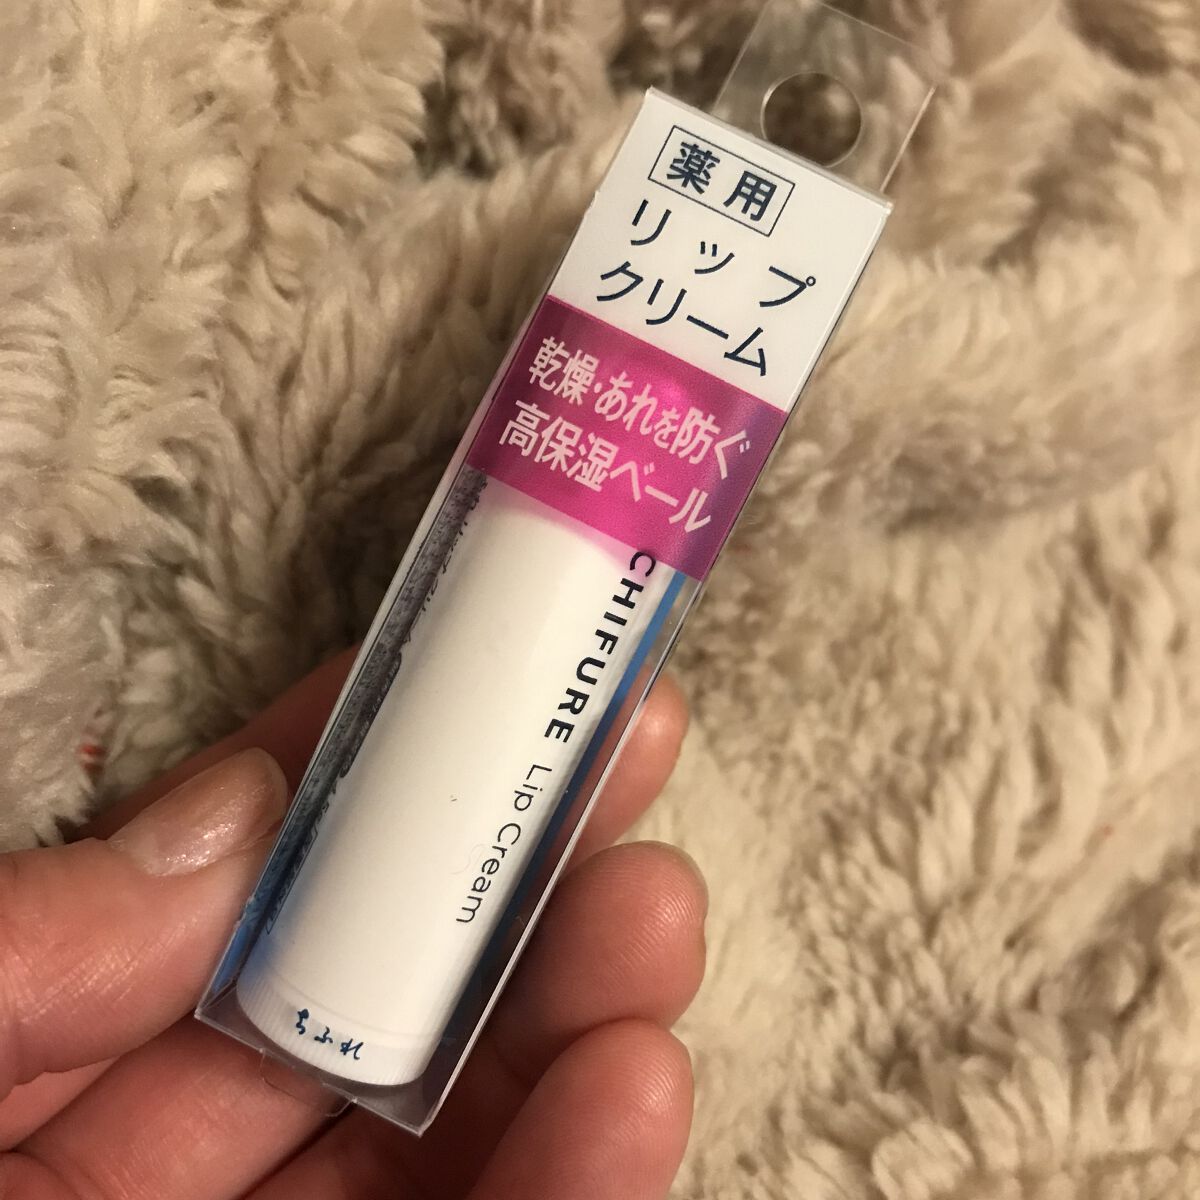 薬用
リップ
クリーム
乾燥・あれを防ぐ
高保湿ベール
CHIFURE Lip Cream
ちふれ